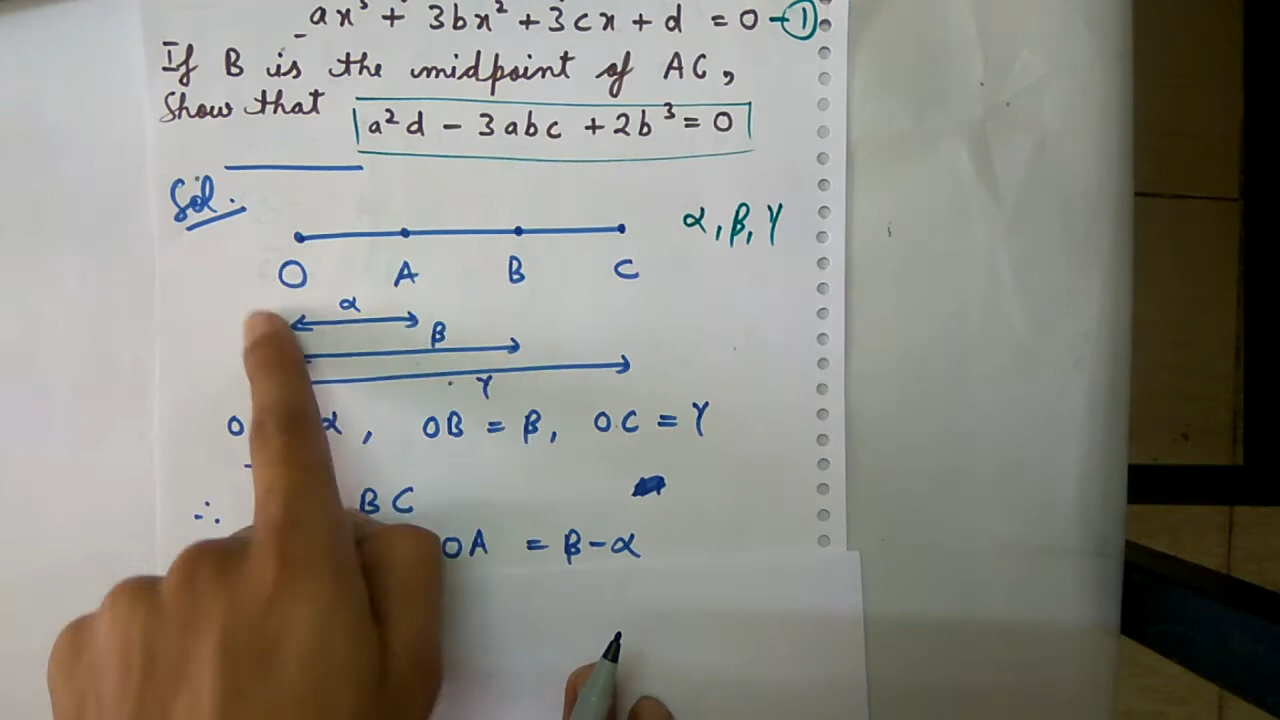 ax³ + 3bx² + 3cx + d = 0 - ①
If B is the midpoint of AC,
Show that a²d - 3abc + 2b³ = 0
Sol.
α, β, γ
O A B C
α
β
γ
O α, OB = β, OC = γ
∴ BC
OA = β - α